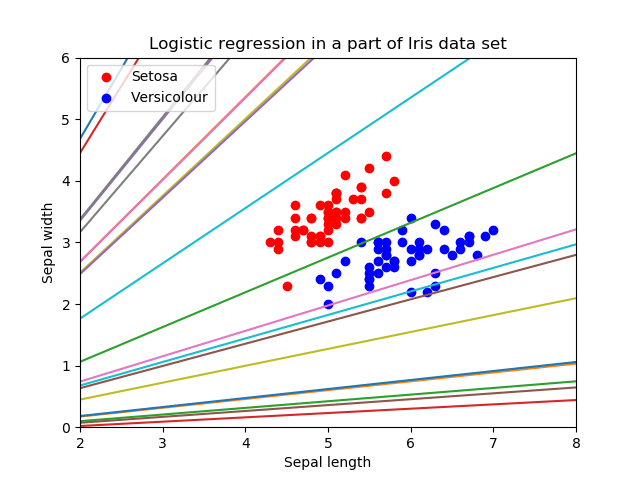 Logistic regression in a part of Iris data set
Setosa
Versicolour
Sepal width
6
5
4
3
2
1
0
2 3 4 5 6 7 8
Sepal length